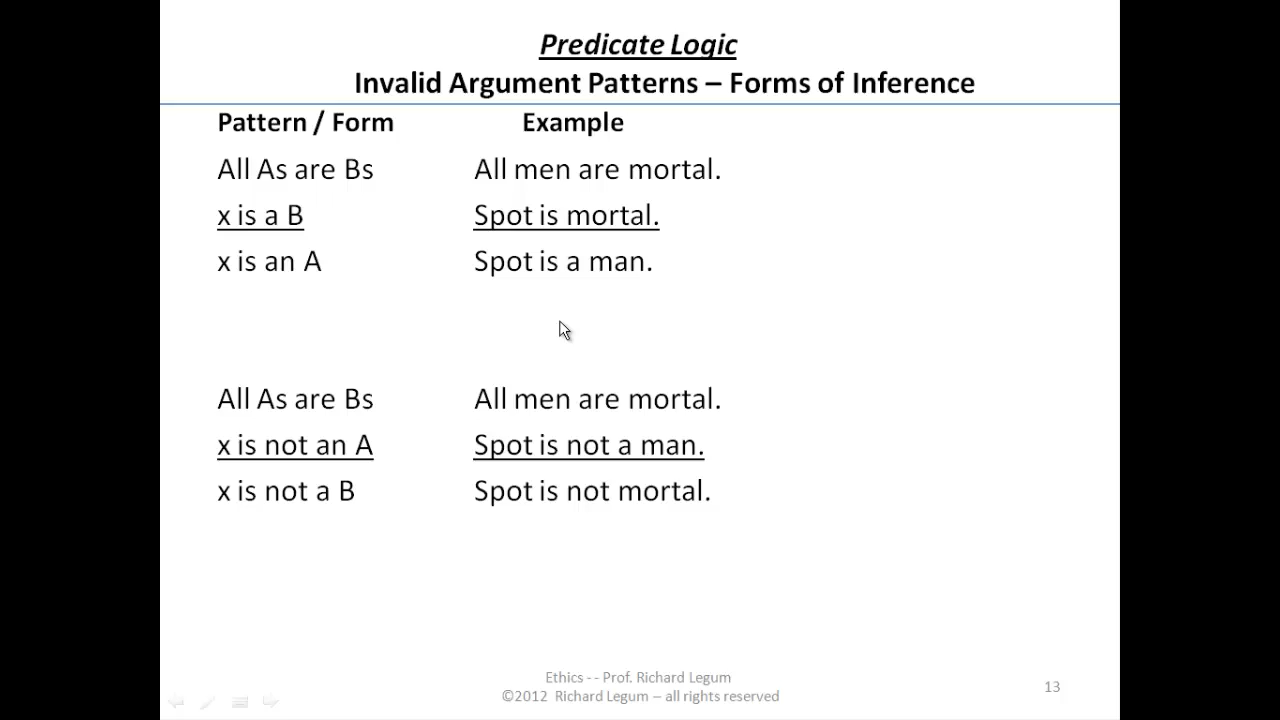 Predicate Logic
Invalid Argument Patterns – Forms of Inference
Pattern / Form Example
All As are Bs All men are mortal.
x is a B Spot is mortal.
x is an A Spot is a man.
All As are Bs All men are mortal.
x is not an A Spot is not a man.
x is not a B Spot is not mortal.
Ethics - - Prof. Richard Legum
©2012 Richard Legum – all rights reserved
13